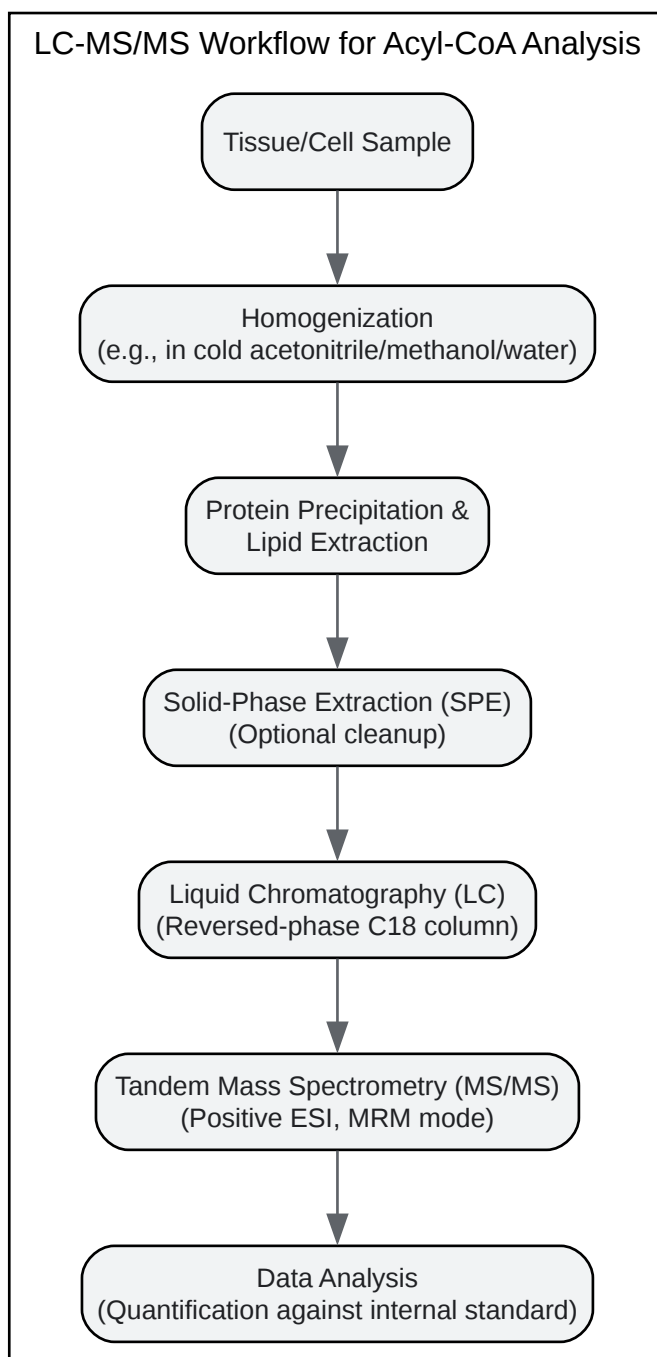 LC-MS/MS Workflow for Acyl-CoA Analysis
Tissue/Cell Sample
Homogenization
(e.g., in cold acetonitrile/methanol/water)
Protein Precipitation &
Lipid Extraction
Solid-Phase Extraction (SPE)
(Optional cleanup)
Liquid Chromatography (LC)
(Reversed-phase C18 column)
Tandem Mass Spectrometry (MS/MS)
(Positive ESI, MRM mode)
Data Analysis
(Quantification against internal standard)